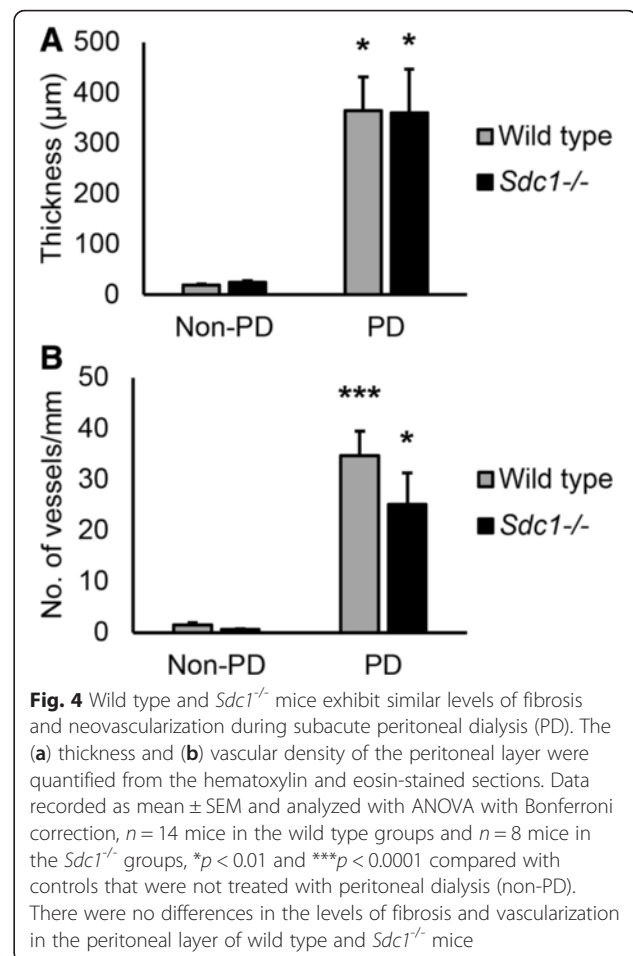 A
500
400
300
200
100
0
Thickness (µm)
* *
Wild type
Sdc1-/-
Non-PD PD
B
50
40
30
20
10
0
No. of vessels/mm
*** *
Wild type
Sdc1-/-
Non-PD PD
Fig. 4 Wild type and Sdc1-/- mice exhibit similar levels of fibrosis
and neovascularization during subacute peritoneal dialysis (PD). The
(a) thickness and (b) vascular density of the peritoneal layer were
quantified from the hematoxylin and eosin-stained sections. Data
recorded as mean ± SEM and analyzed with ANOVA with Bonferroni
correction, n = 14 mice in the wild type groups and n = 8 mice in
the Sdc1-/- groups, *p < 0.01 and ***p < 0.0001 compared with
controls that were not treated with peritoneal dialysis (non-PD).
There were no differences in the levels of fibrosis and vascularization
in the peritoneal layer of wild type and Sdc1-/- mice